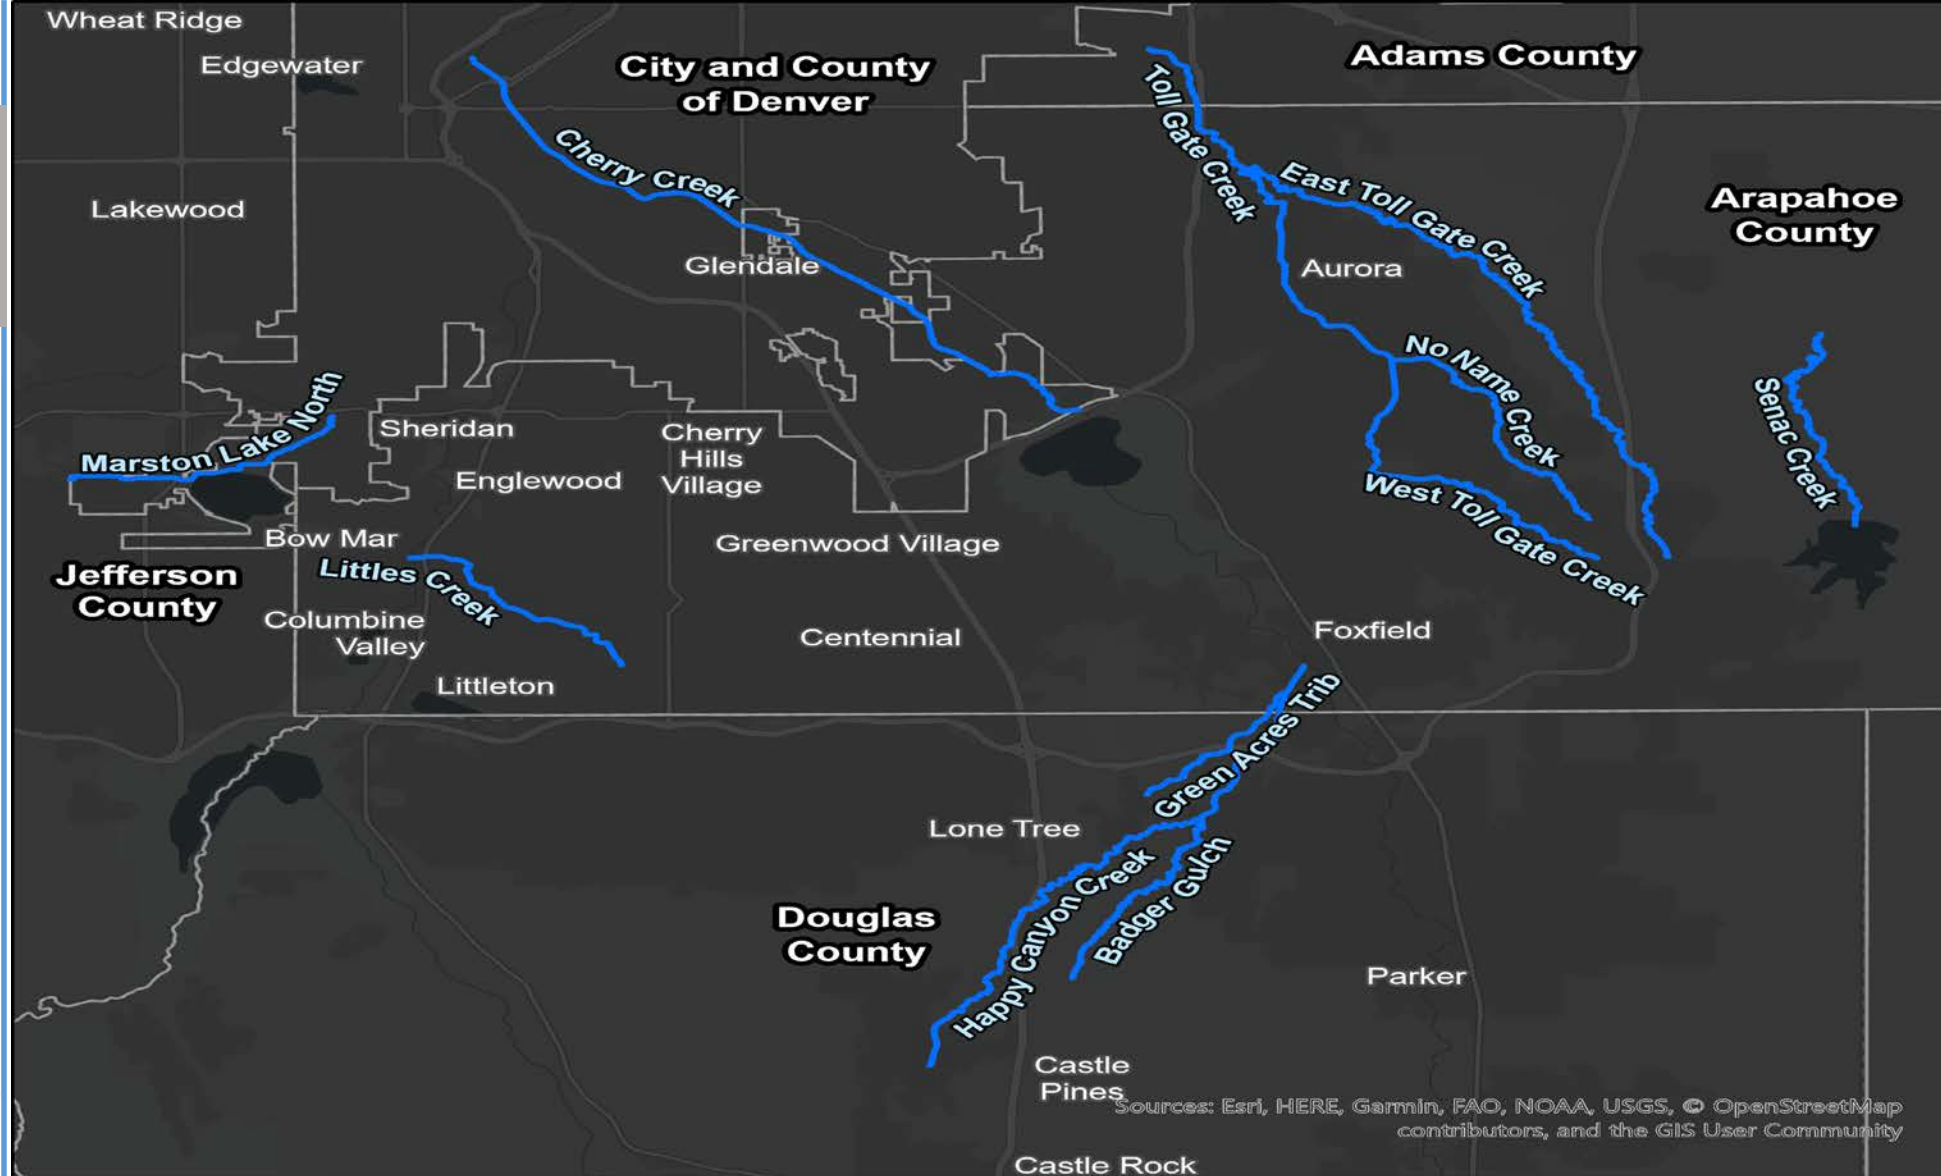 Wheat Ridge
Edgewater
City and County
of Denver
Adams County
Toll Gate Creek
Cherry Creek
East Toll Gate Creek
Lakewood
Arapahoe
County
Glendale
Aurora
No Name Creek
Marston Lake North
Senac Creek
Sheridan
Cherry
Hills
Village
Englewood
West Toll Gate Creek
Bow Mar
Greenwood Village
Jefferson
County
Littles Creek
Columbine
Valley
Centennial
Foxfield
Littleton
Green Acres Trib
Lone Tree
Happy Canyon Creek
Badger Gulch
Douglas
County
Parker
Castle
Pines
Sources: Esri, HERE, Garmin, FAO, NOAA, USGS, © OpenStreetMap
contributors, and the GIS User Community
Castle Rock